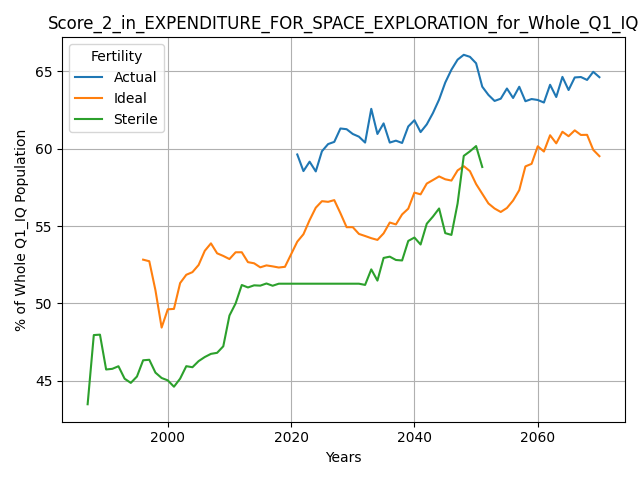 Score_2_in_EXPENDITURE_FOR_SPACE_EXPLORATION_for_Whole_Q1_IQ
Fertility
Actual
Ideal
Sterile
% of Whole Q1_IQ Population
65
60
55
50
45
2000 2020 2040 2060
Years